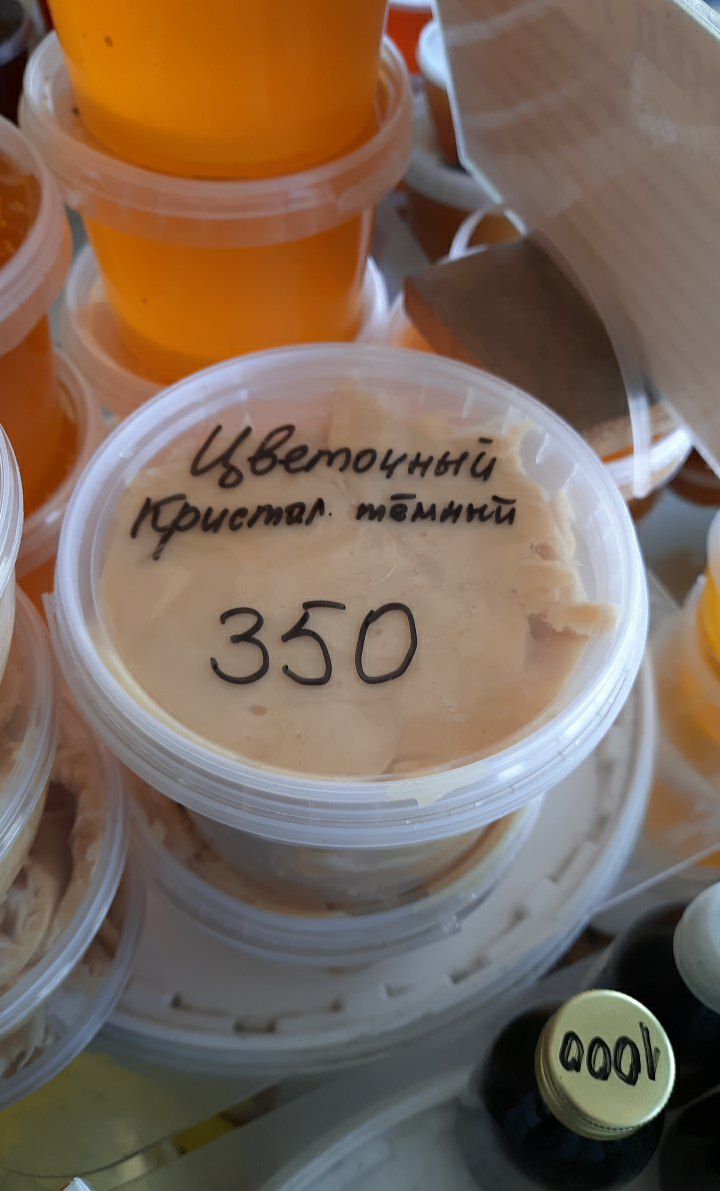 Цветочный
Кристал. тёмный
350
1000